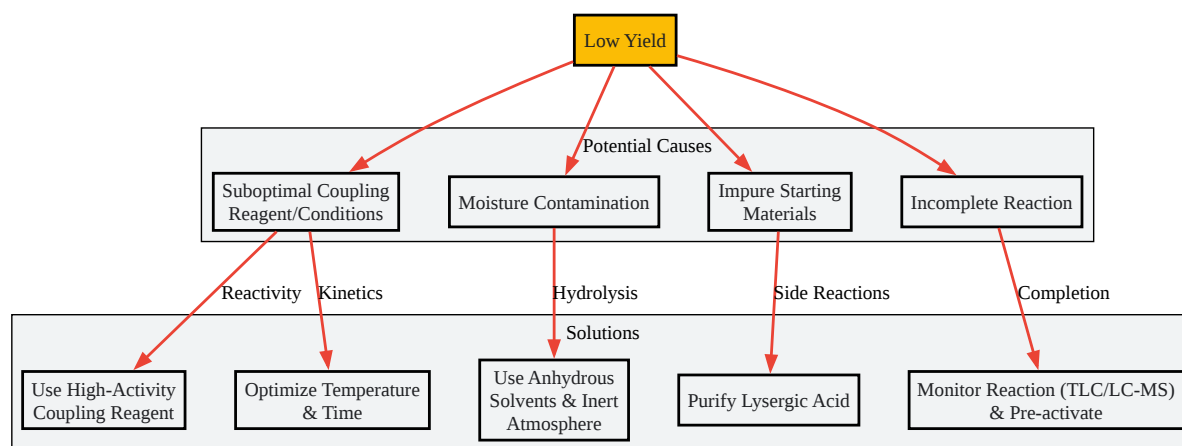 Low Yield
Potential Causes
Suboptimal Coupling
Reagent/Conditions
Moisture Contamination
Impure Starting
Materials
Incomplete Reaction
Reactivity
Kinetics
Hydrolysis
Side Reactions
Completion
Solutions
Use High-Activity
Coupling Reagent
Optimize Temperature
& Time
Use Anhydrous
Solvents & Inert
Atmosphere
Purify Lysergic Acid
Monitor Reaction (TLC/LC-MS)
& Pre-activate